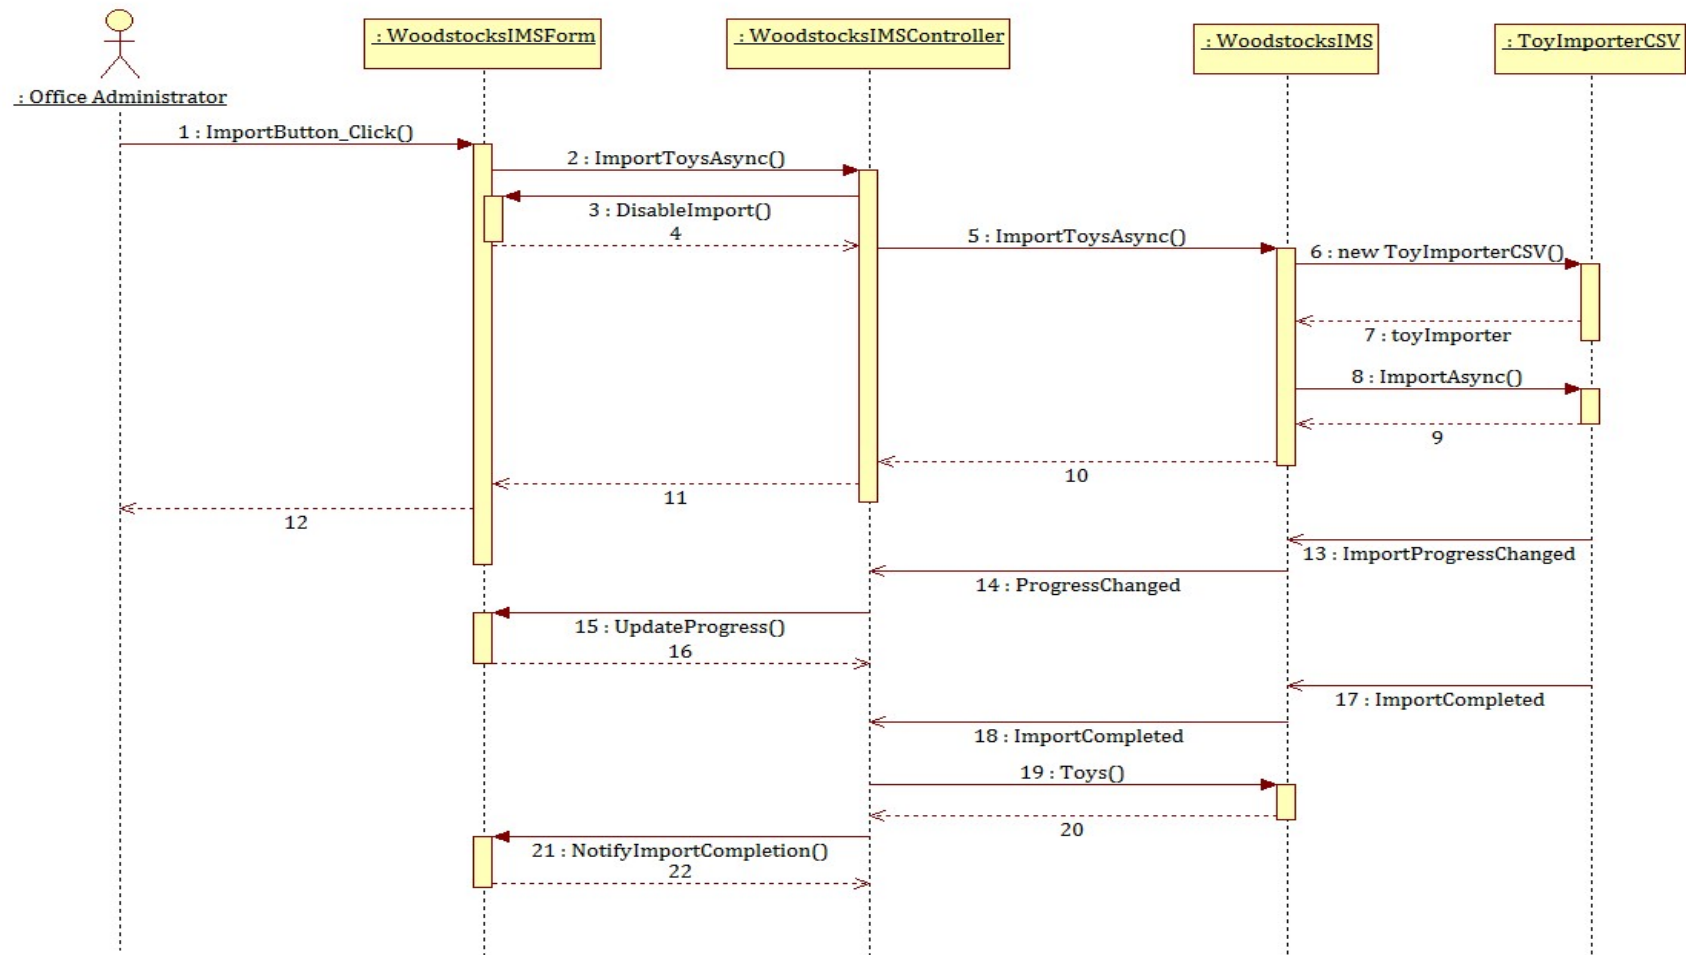 : WoodstocksIMSForm
: WoodstocksIMSController
: WoodstocksIMS
: ToyImporterCSV
: Office Administrator
1 : ImportButton_Click()
2 : ImportToysAsync()
3 : DisableImport()
4
5 : ImportToysAsync()
6 : new ToyImporterCSV()
7 : toyImporter
8 : ImportAsync()
9
10
11
12
13 : ImportProgressChanged
14 : ProgressChanged
15 : UpdateProgress()
16
17 : ImportCompleted
18 : ImportCompleted
19 : Toys()
20
21 : NotifyImportCompletion()
22